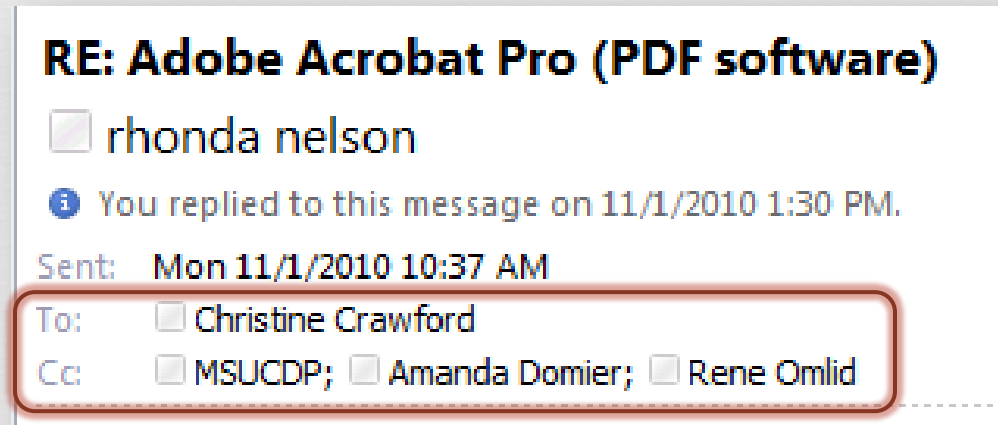 RE: Adobe Acrobat Pro (PDF software)
rhonda nelson
You replied to this message on 11/1/2010 1:30 PM.
Sent: Mon 11/1/2010 10:37 AM
To: Christine Crawford
Cc: MSUCDP; Amanda Domier; Rene Omlid